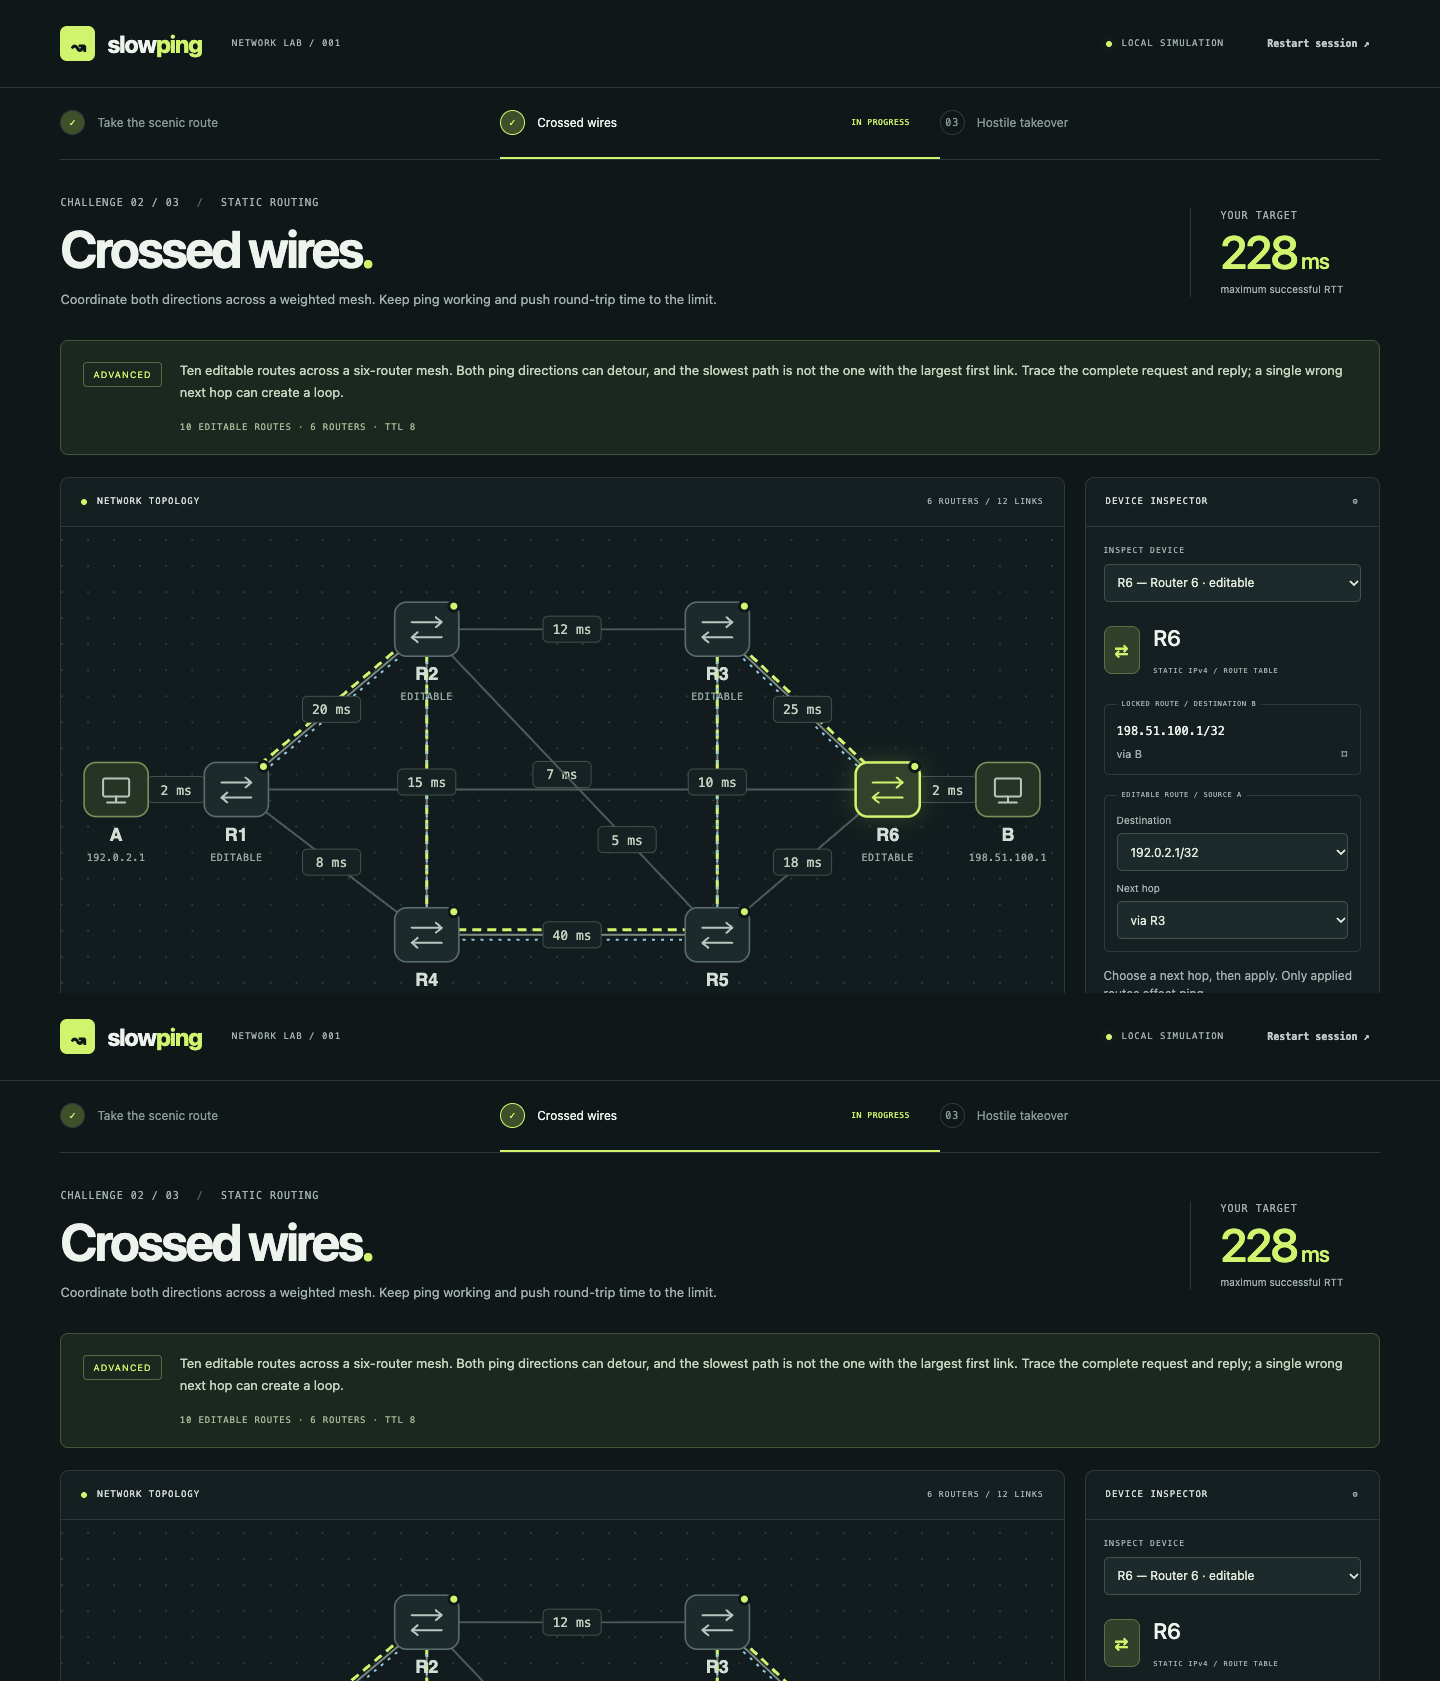 slowping
NETWORK LAB / 001
LOCAL SIMULATION
Restart session ↗
✓ Take the scenic route
✓ Crossed wires
IN PROGRESS
03 Hostile takeover
CHALLENGE 02 / 03 / STATIC ROUTING
Crossed wires.
Coordinate both directions across a weighted mesh. Keep ping working and push round-trip time to the limit.
YOUR TARGET
228 ms
maximum successful RTT
ADVANCED
Ten editable routes across a six-router mesh. Both ping directions can detour, and the slowest path is not the one with the largest first link. Trace the complete request and reply; a single wrong
next hop can create a loop.
10 EDITABLE ROUTES · 6 ROUTERS · TTL 8
NETWORK TOPOLOGY
6 ROUTERS / 12 LINKS
12 ms
R2
EDITABLE
R3
EDITABLE
20 ms
25 ms
7 ms
15 ms
10 ms
2 ms
2 ms
A
192.0.2.1
R1
EDITABLE
5 ms
R6
EDITABLE
B
198.51.100.1
8 ms
18 ms
40 ms
R4
R5
DEVICE INSPECTOR
INSPECT DEVICE
R6 — Router 6 · editable
⇄ R6
STATIC IPv4 / ROUTE TABLE
LOCKED ROUTE / DESTINATION B
198.51.100.1/32
via B
EDITABLE ROUTE / SOURCE A
Destination
192.0.2.1/32
Next hop
via R3
Choose a next hop, then apply. Only applied
routes affect ping.
slowping
NETWORK LAB / 001
LOCAL SIMULATION
Restart session ↗
✓ Take the scenic route
✓ Crossed wires
IN PROGRESS
03 Hostile takeover
CHALLENGE 02 / 03 / STATIC ROUTING
Crossed wires.
Coordinate both directions across a weighted mesh. Keep ping working and push round-trip time to the limit.
YOUR TARGET
228 ms
maximum successful RTT
ADVANCED
Ten editable routes across a six-router mesh. Both ping directions can detour, and the slowest path is not the one with the largest first link. Trace the complete request and reply; a single wrong
next hop can create a loop.
10 EDITABLE ROUTES · 6 ROUTERS · TTL 8
NETWORK TOPOLOGY
6 ROUTERS / 12 LINKS
12 ms
R2
R3
DEVICE INSPECTOR
INSPECT DEVICE
R6 — Router 6 · editable
⇄ R6
STATIC IPv4 / ROUTE TABLE